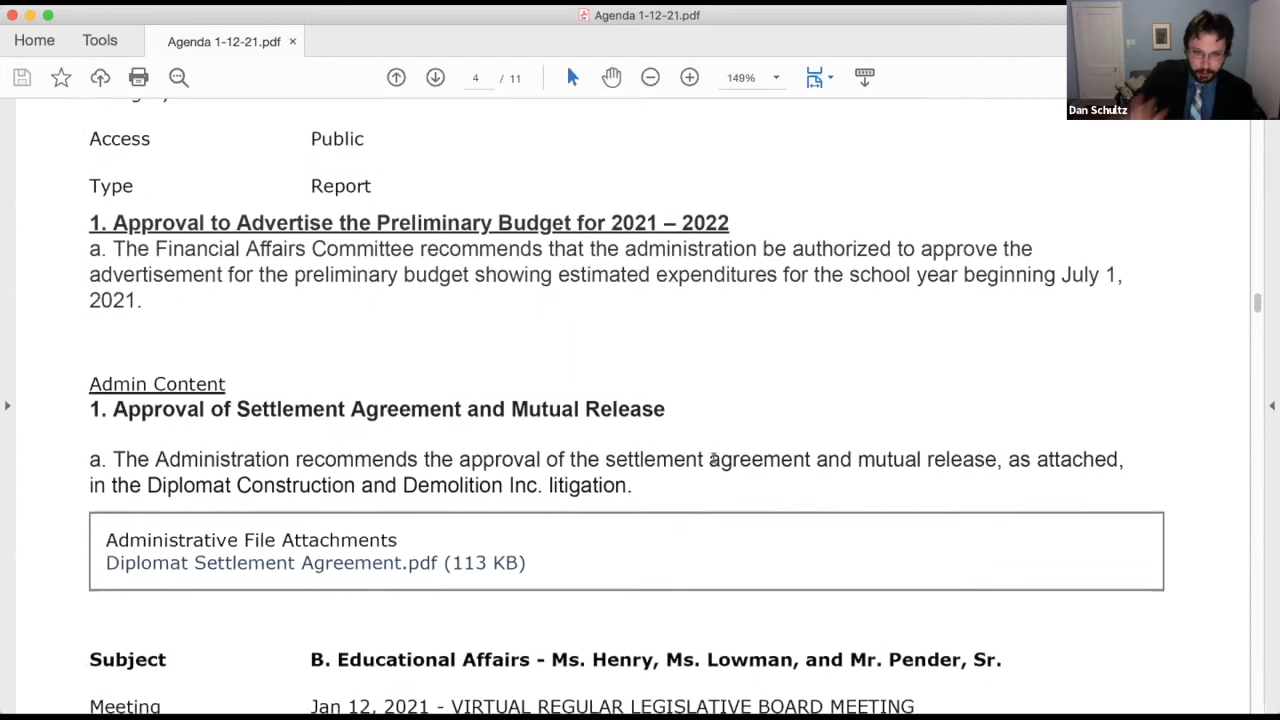 Agenda 1-12-21.pdf
Home
Tools
Agenda 1-12-21.pdf ×
4 / 11
149%
Dan Schultz
Access Public
Type Report
1. Approval to Advertise the Preliminary Budget for 2021 – 2022
a. The Financial Affairs Committee recommends that the administration be authorized to approve the
advertisement for the preliminary budget showing estimated expenditures for the school year beginning July 1,
2021.
Admin Content
1. Approval of Settlement Agreement and Mutual Release
a. The Administration recommends the approval of the settlement agreement and mutual release, as attached,
in the Diplomat Construction and Demolition Inc. litigation.
Administrative File Attachments
Diplomat Settlement Agreement.pdf (113 KB)
Subject B. Educational Affairs - Ms. Henry, Ms. Lowman, and Mr. Pender, Sr.
Meeting Jan 12, 2021 - VIRTUAL REGULAR LEGISLATIVE BOARD MEETING